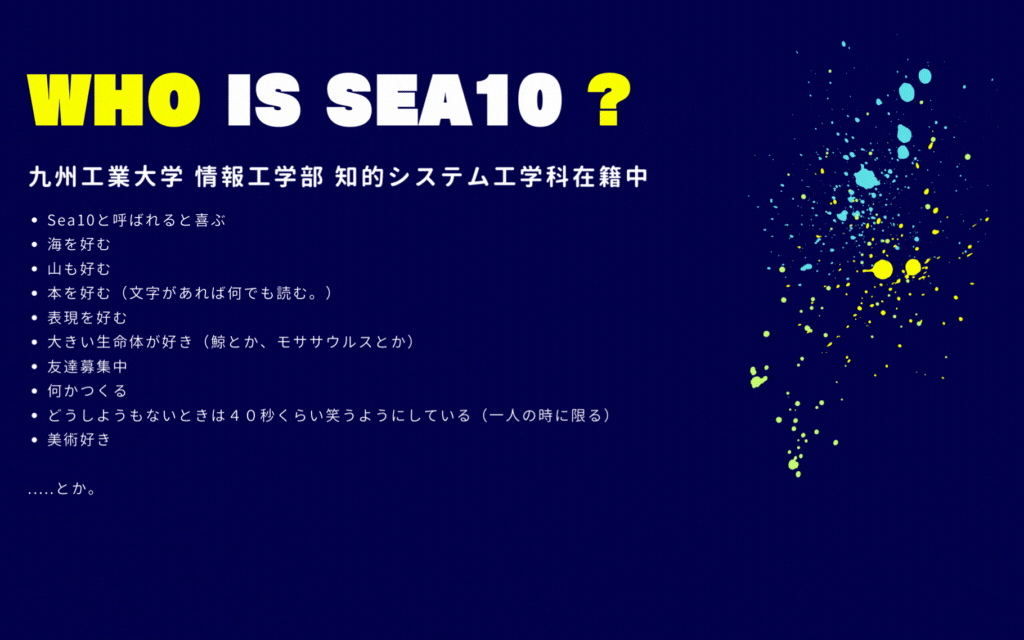 WHO IS SEA10 ?
九州工業大学 情報工学部 知的システム工学科在籍中
• Sea10と呼ばれると喜ぶ
• 海を好む
• 山も好む
• 本を好む（文字があれば何でも読む。）
• 表現を好む
• 大きい生命体が好き（鯨とか、モササウルスとか）
• 友達募集中
• 何かつくる
• どうしようもないときは４０秒くらい笑うようにしている（一人の時に限る）
• 美術好き
.....とか。